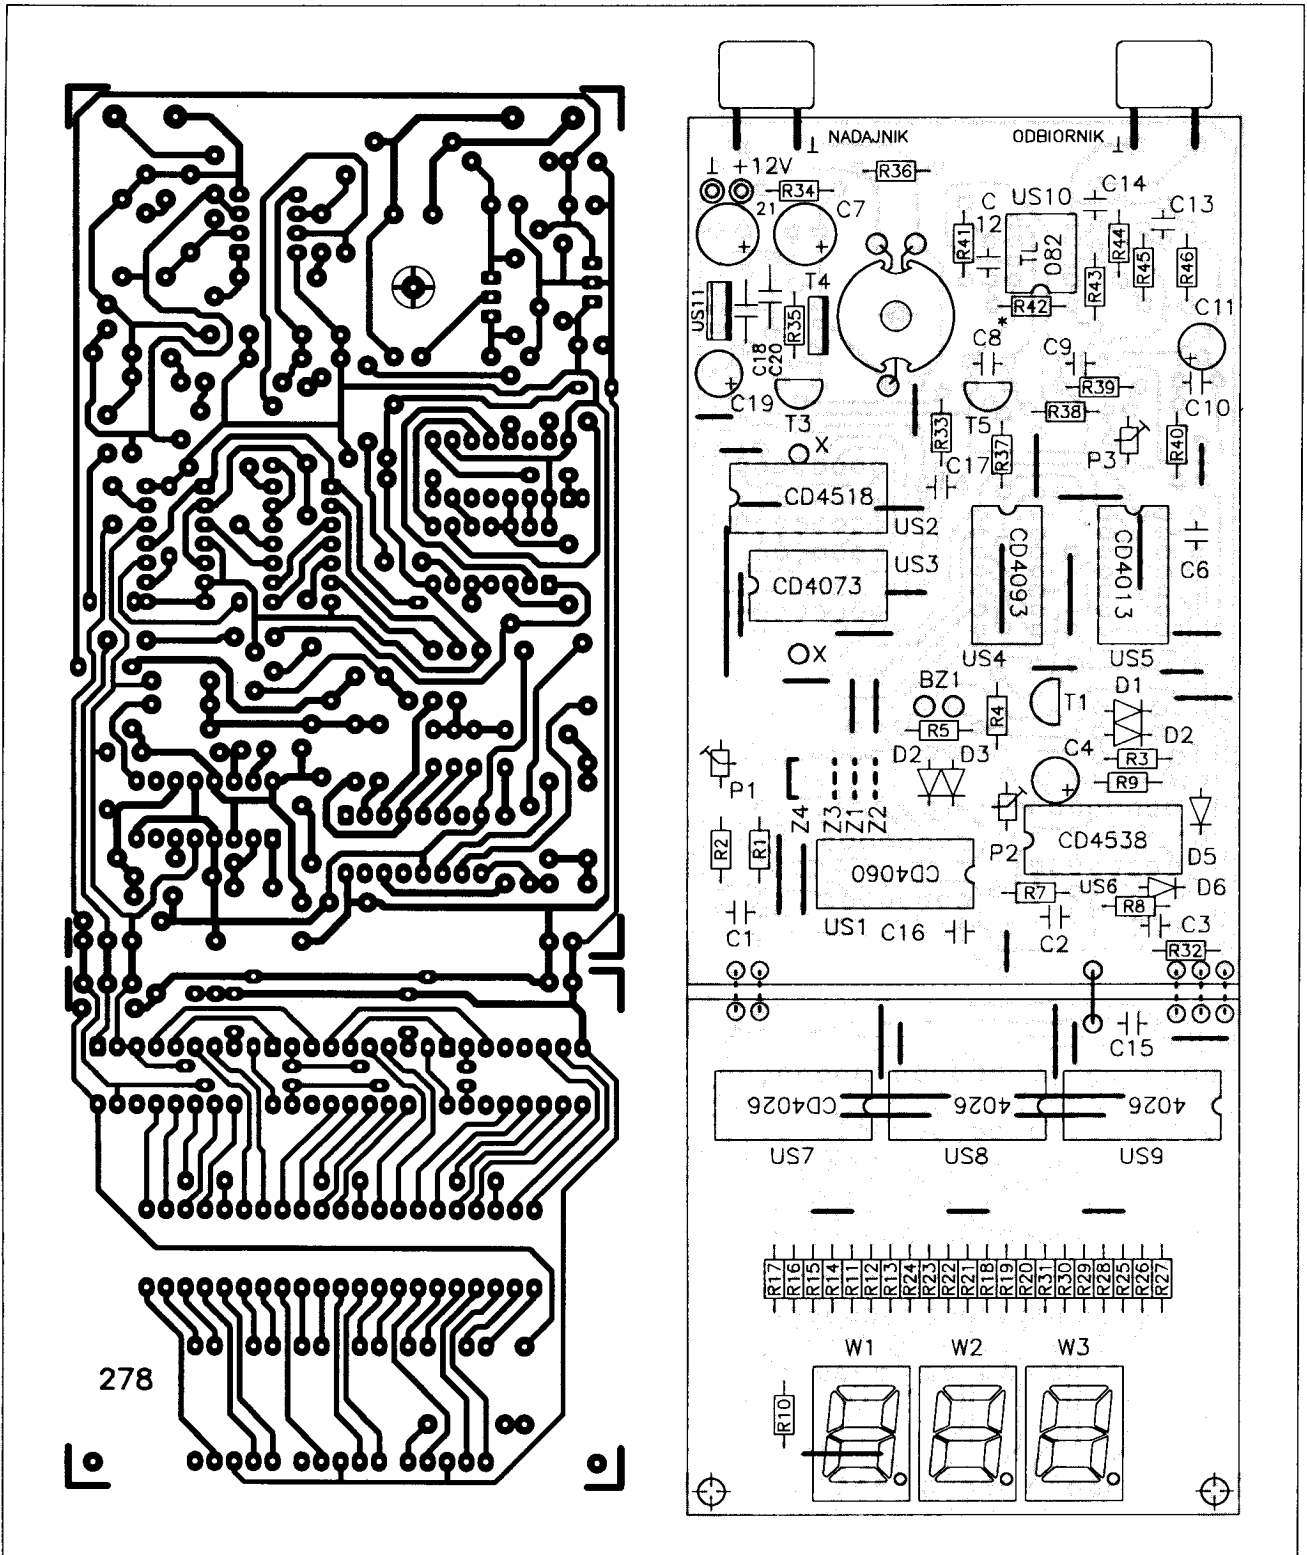 NADAJNIK ODBIORNIK
⊥ ⊥
⊥ + 12V
R36
R34
21 C7
C14
US10 C13
C
12
R41
TL
082
R44
R45
R46
R43
R42
C11
US11
T4
R35
C18
C20
C8 *
C9
R39
R38
C19
T3
T5
C10
X
R33
R37
P3
R40
C17
CD4518
US2
CD4073
US3
CD4093
US4
CD4013
US5
C6
X
BZ1
R5
R4
T1
D1
D2
R3
R9
D2 D3
C4
P1
Z4
Z3
Z1
Z2
R2
R1
P2
CD4538
US6
D5
D6
CD4060
US1
C16
R7
R8
C1
C2
C3
R32
C15
CD4026
4026
4026
US7
US8
US9
R17
R16
R15
R14
R11
R12
R13
R24
R23
R22
R21
R18
R19
R20
R31
R30
R29
R28
R25
R26
R27
W1 W2 W3
R10
278